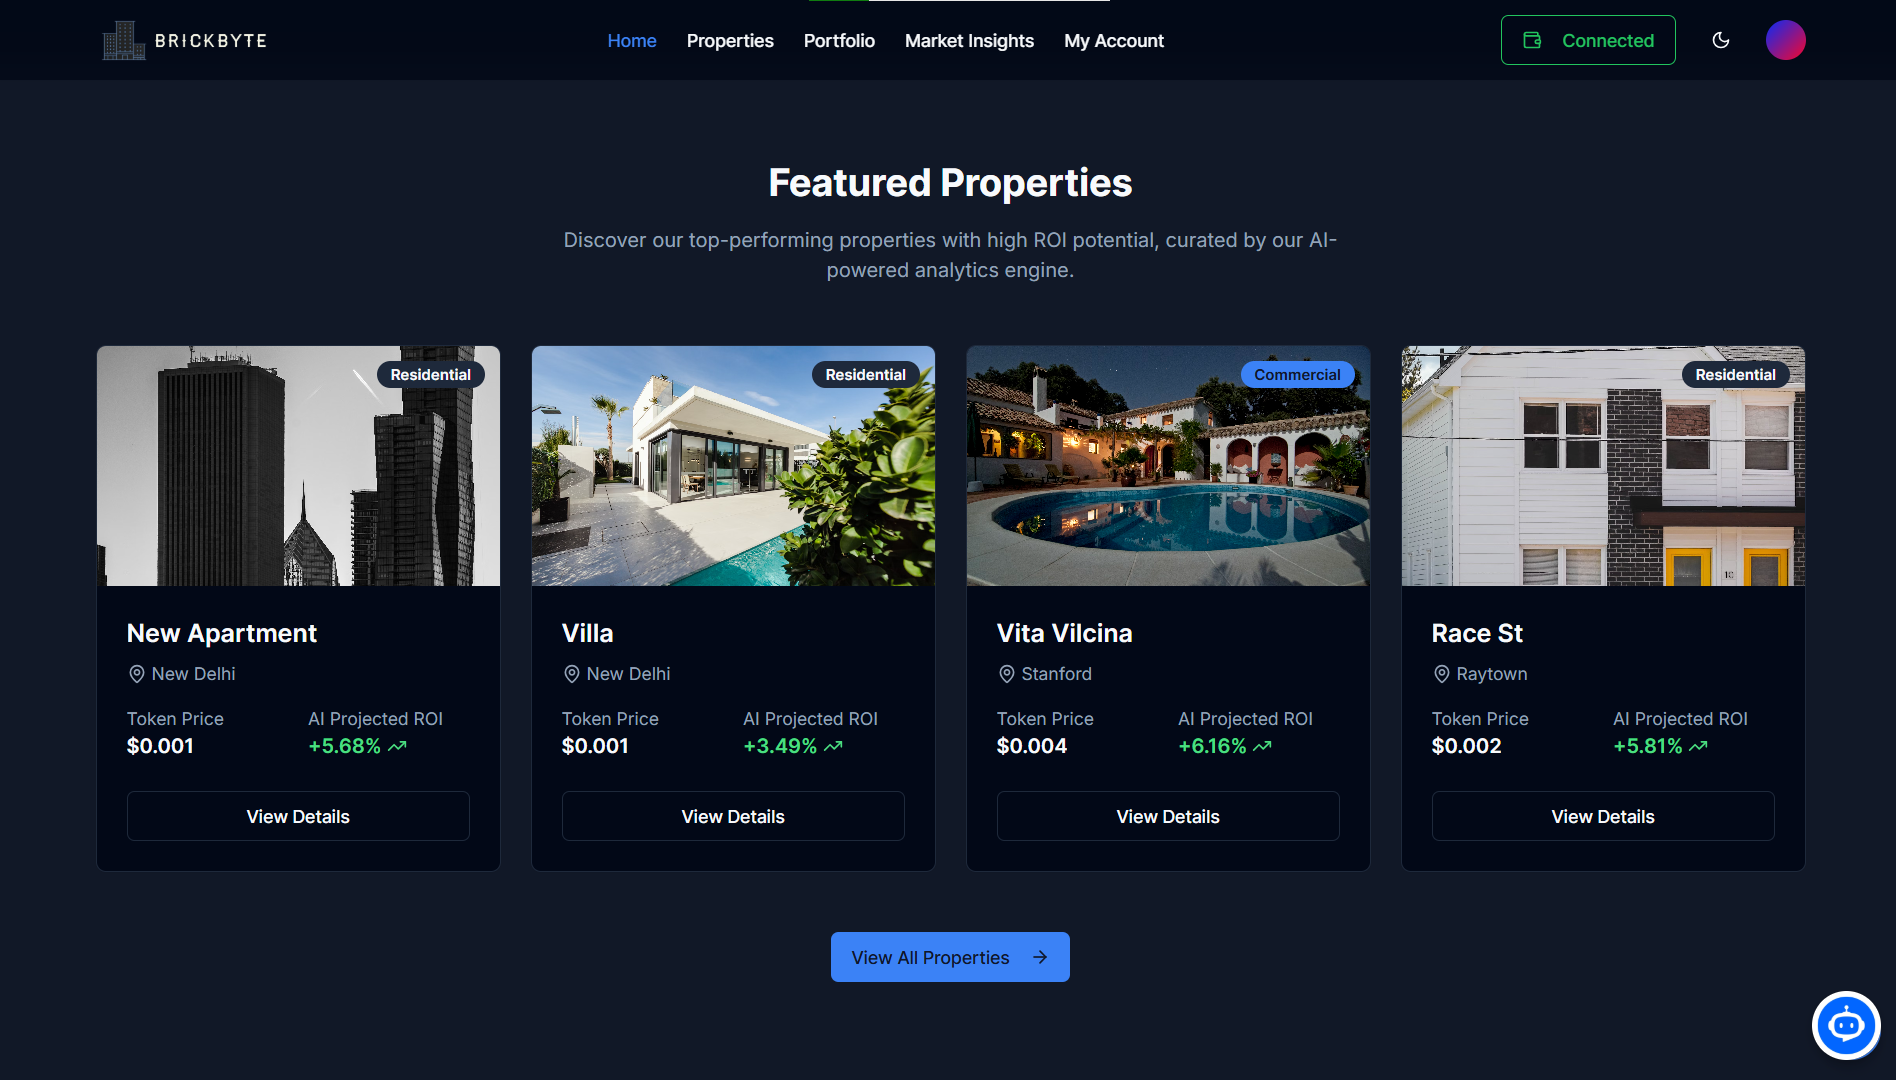 BRICKBYTE
Home
Properties
Portfolio
Market Insights
My Account
Connected
Featured Properties
Discover our top-performing properties with high ROI potential, curated by our AI-
powered analytics engine.
Residential
New Apartment
New Delhi
Token Price
AI Projected ROI
$0.001
+5.68%
View Details
Residential
Villa
New Delhi
Token Price
AI Projected ROI
$0.001
+3.49%
View Details
Commercial
Vita Vilcina
Stanford
Token Price
AI Projected ROI
$0.004
+6.16%
View Details
Residential
Race St
Raytown
Token Price
AI Projected ROI
$0.002
+5.81%
View Details
View All Properties